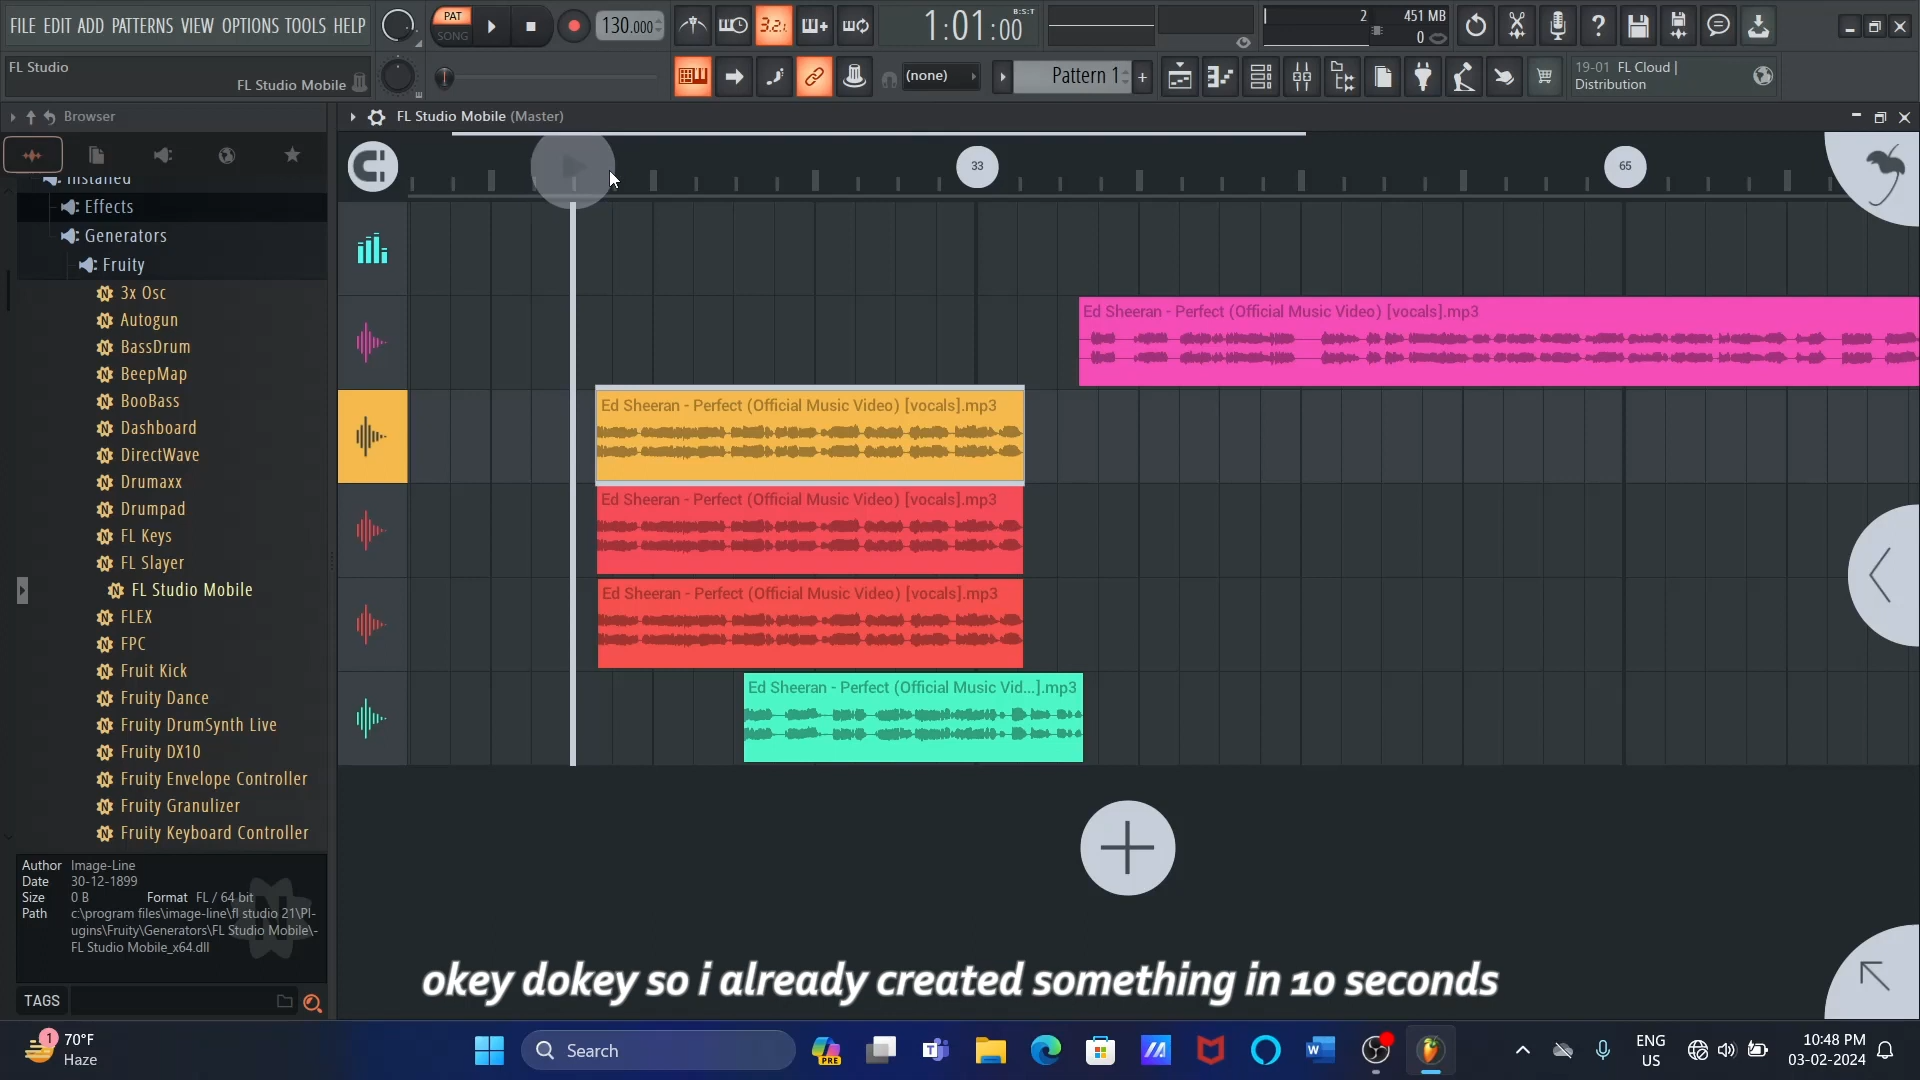 FILE EDIT ADD PATTERNS VIEW OPTIONS TOOLS HELP
PAT
SONG
130.000
3.2.
1:01:00
B:S:T
2
451 MB
0
FL Studio
FL Studio Mobile
(none)
Pattern 1
+
19-01 FL Cloud |
Distribution
Browser
FL Studio Mobile (Master)
33
65
Installed
Effects
Generators
Fruity
3x Osc
Autogun
BassDrum
BeepMap
BooBass
Dashboard
DirectWave
Drumaxx
Drumpad
FL Keys
FL Slayer
FL Studio Mobile
FLEX
FPC
Fruit Kick
Fruity Dance
Fruity DrumSynth Live
Fruity DX10
Fruity Envelope Controller
Fruity Granulizer
Fruity Keyboard Controller
Ed Sheeran - Perfect (Official Music Video) [vocals].mp3
Ed Sheeran - Perfect (Official Music Video) [vocals].mp3
Ed Sheeran - Perfect (Official Music Video) [vocals].mp3
Ed Sheeran - Perfect (Official Music Video) [vocals].mp3
Ed Sheeran - Perfect (Official Music Vid...].mp3
Author Image-Line
Date 30-12-1899
Size 0 B Format FL / 64 bit
Path c:\program files\image-line\fl studio 21\Pl-
ugins\Fruity\Generators\FL Studio Mobile\-
FL Studio Mobile_x64.dll
TAGS
okey dokey so i already created something in 10 seconds
1
70°F
Haze
Search
PRE
ENG
US
10:48 PM
03-02-2024